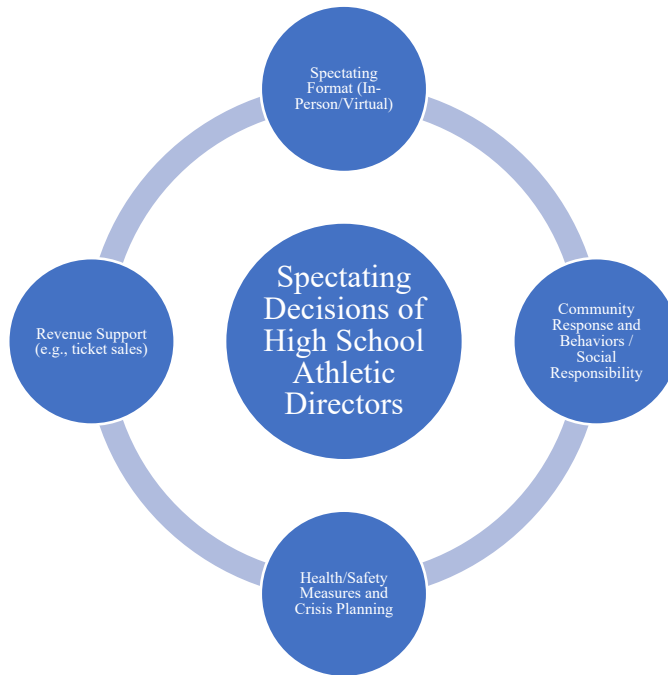 Spectating
Format (In-
Person/Virtual)
Spectating
Decisions of
High School
Athletic
Directors
Community
Response and
Behaviors /
Social
Responsibility
Revenue Support
(e.g., ticket sales)
Health/Safety
Measures and
Crisis Planning